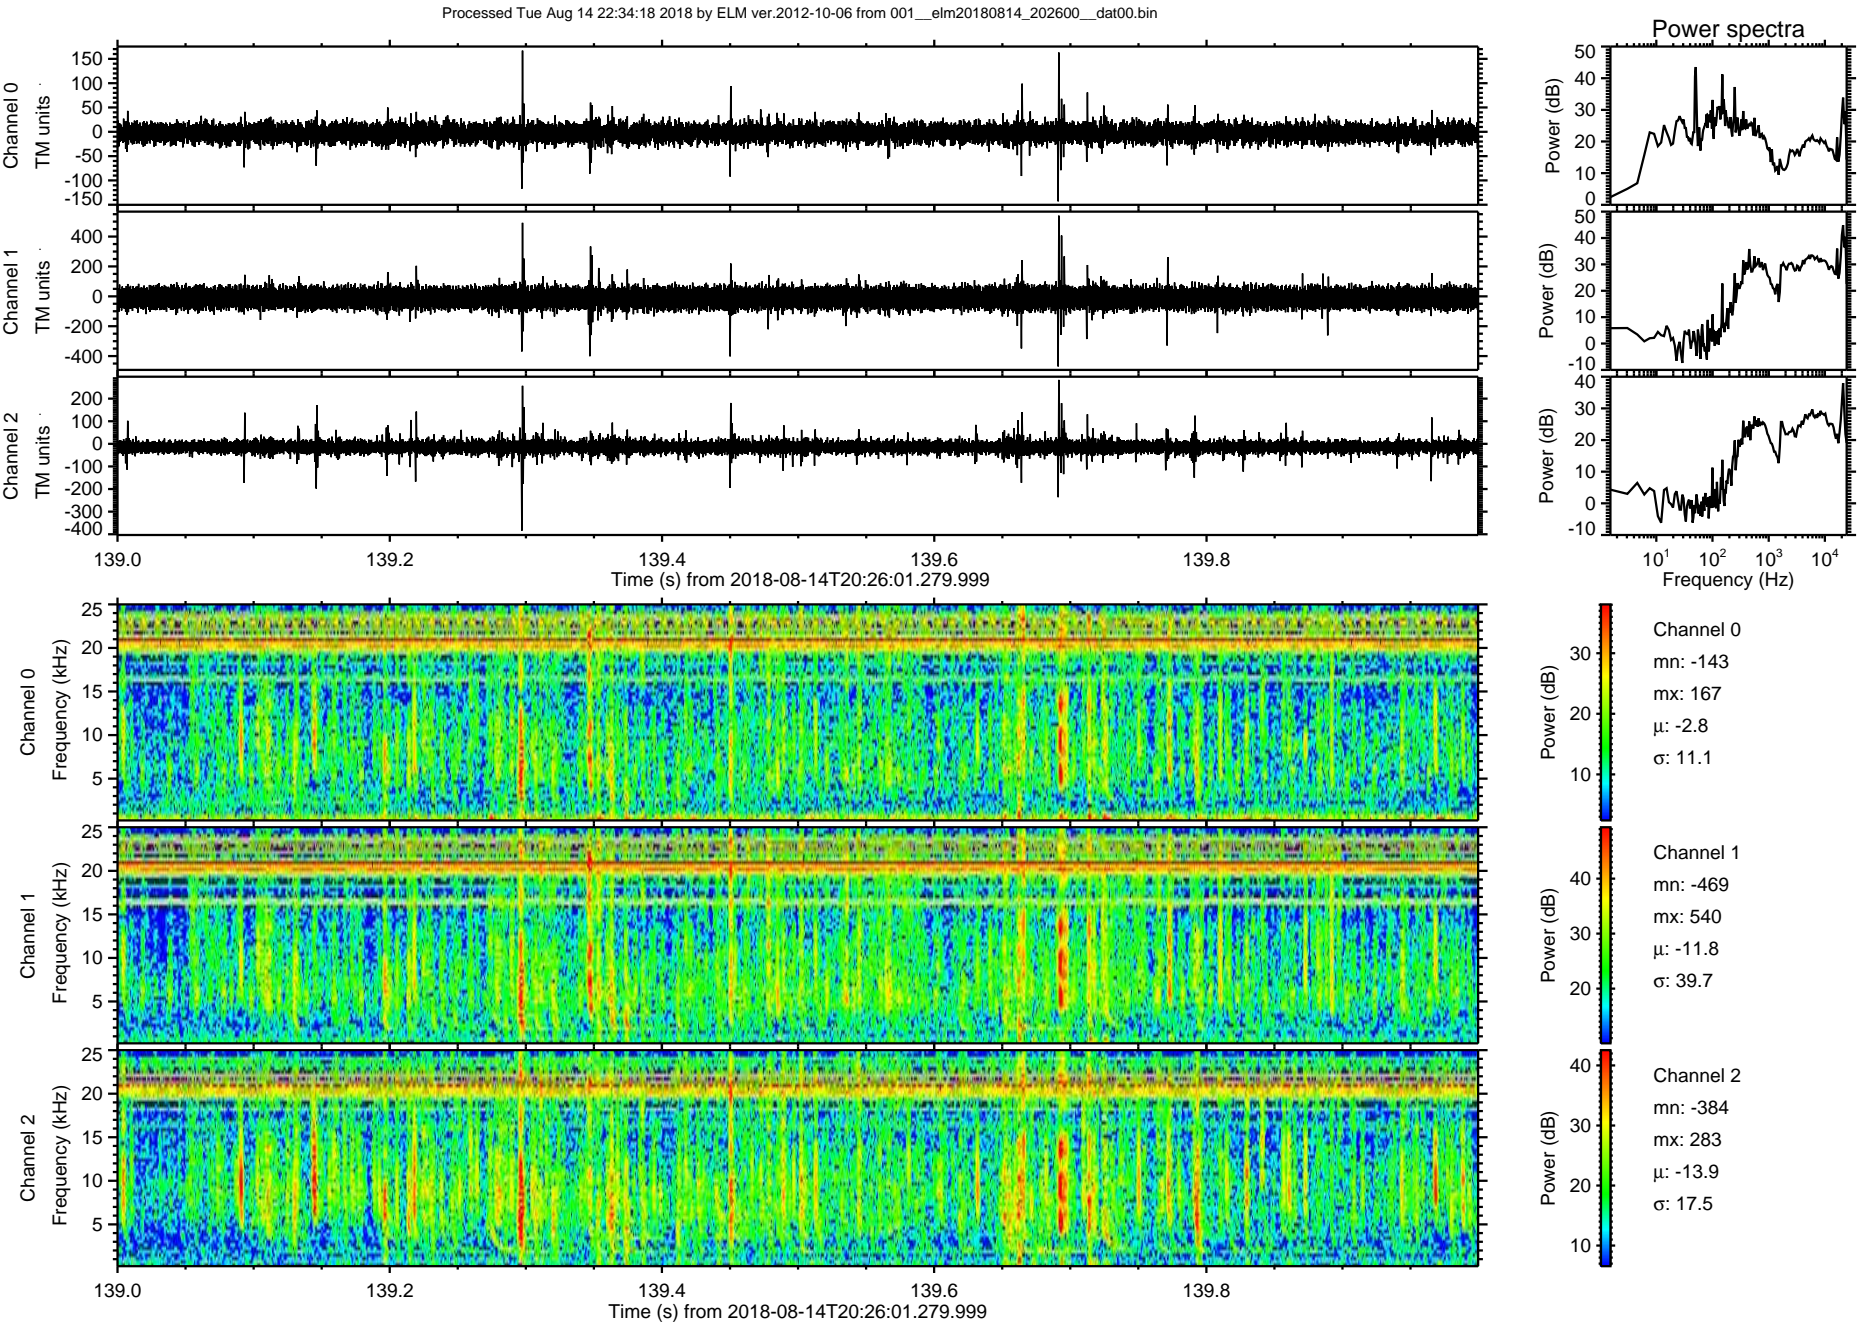 Processed Tue Aug 14 22:34:18 2018 by ELM ver.2012-10-06 from 001__elm20180814_202600__dat00.bin
Power spectra
Channel 0
TM units
150
100
50
0
-50
-100
-150
Power (dB)
50
40
30
20
10
0
Channel 1
TM units
400
200
0
-200
-400
Power (dB)
50
40
30
20
10
0
-10
Channel 2
TM units
200
100
0
-100
-200
-300
-400
Power (dB)
40
30
20
10
0
-10
139.0 139.2 139.4 139.6 139.8
Time (s) from 2018-08-14T20:26:01.279.999
10¹ 10² 10³ 10⁴
Frequency (Hz)
Channel 0
Frequency (kHz)
25
20
15
10
5
Power (dB)
30
20
10
Channel 0
mn: -143
mx: 167
μ: -2.8
σ: 11.1
Channel 1
Frequency (kHz)
25
20
15
10
5
Power (dB)
40
30
20
Channel 1
mn: -469
mx: 540
μ: -11.8
σ: 39.7
Channel 2
Frequency (kHz)
25
20
15
10
5
Power (dB)
40
30
20
10
Channel 2
mn: -384
mx: 283
μ: -13.9
σ: 17.5
139.0 139.2 139.4 139.6 139.8
Time (s) from 2018-08-14T20:26:01.279.999